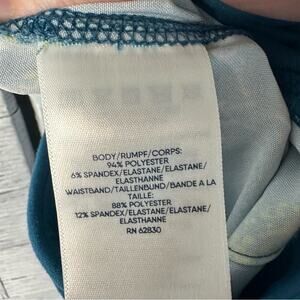 BODY/RUMPF/CORPS:
94% POLYESTER
6% SPANDEX/ELASTANE/ELASTANE/
ELASTHANNE
WAISTBAND/TAILLENBUND/BANDE A LA
TAILLE:
88% POLYESTER
12% SPANDEX/ELASTANE/ELASTANE/
ELASTHANNE
RN 62830